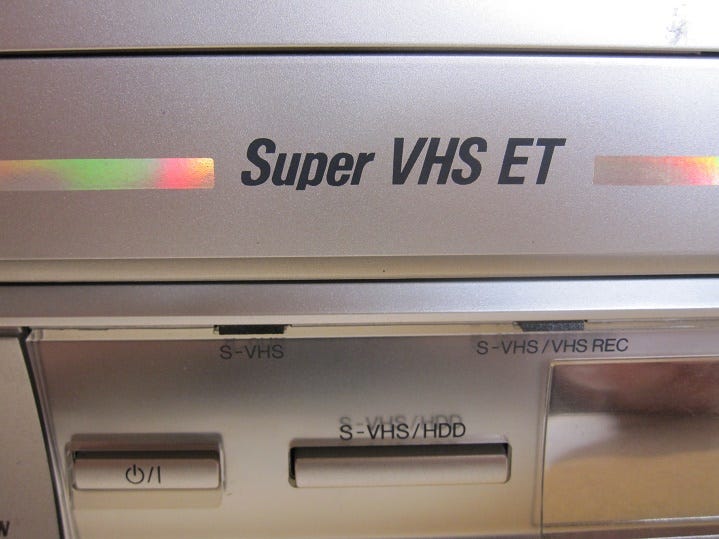 Super VHS ET
S-VHS
S-VHS/VHS REC
S-VHS/HDD
⏻/I